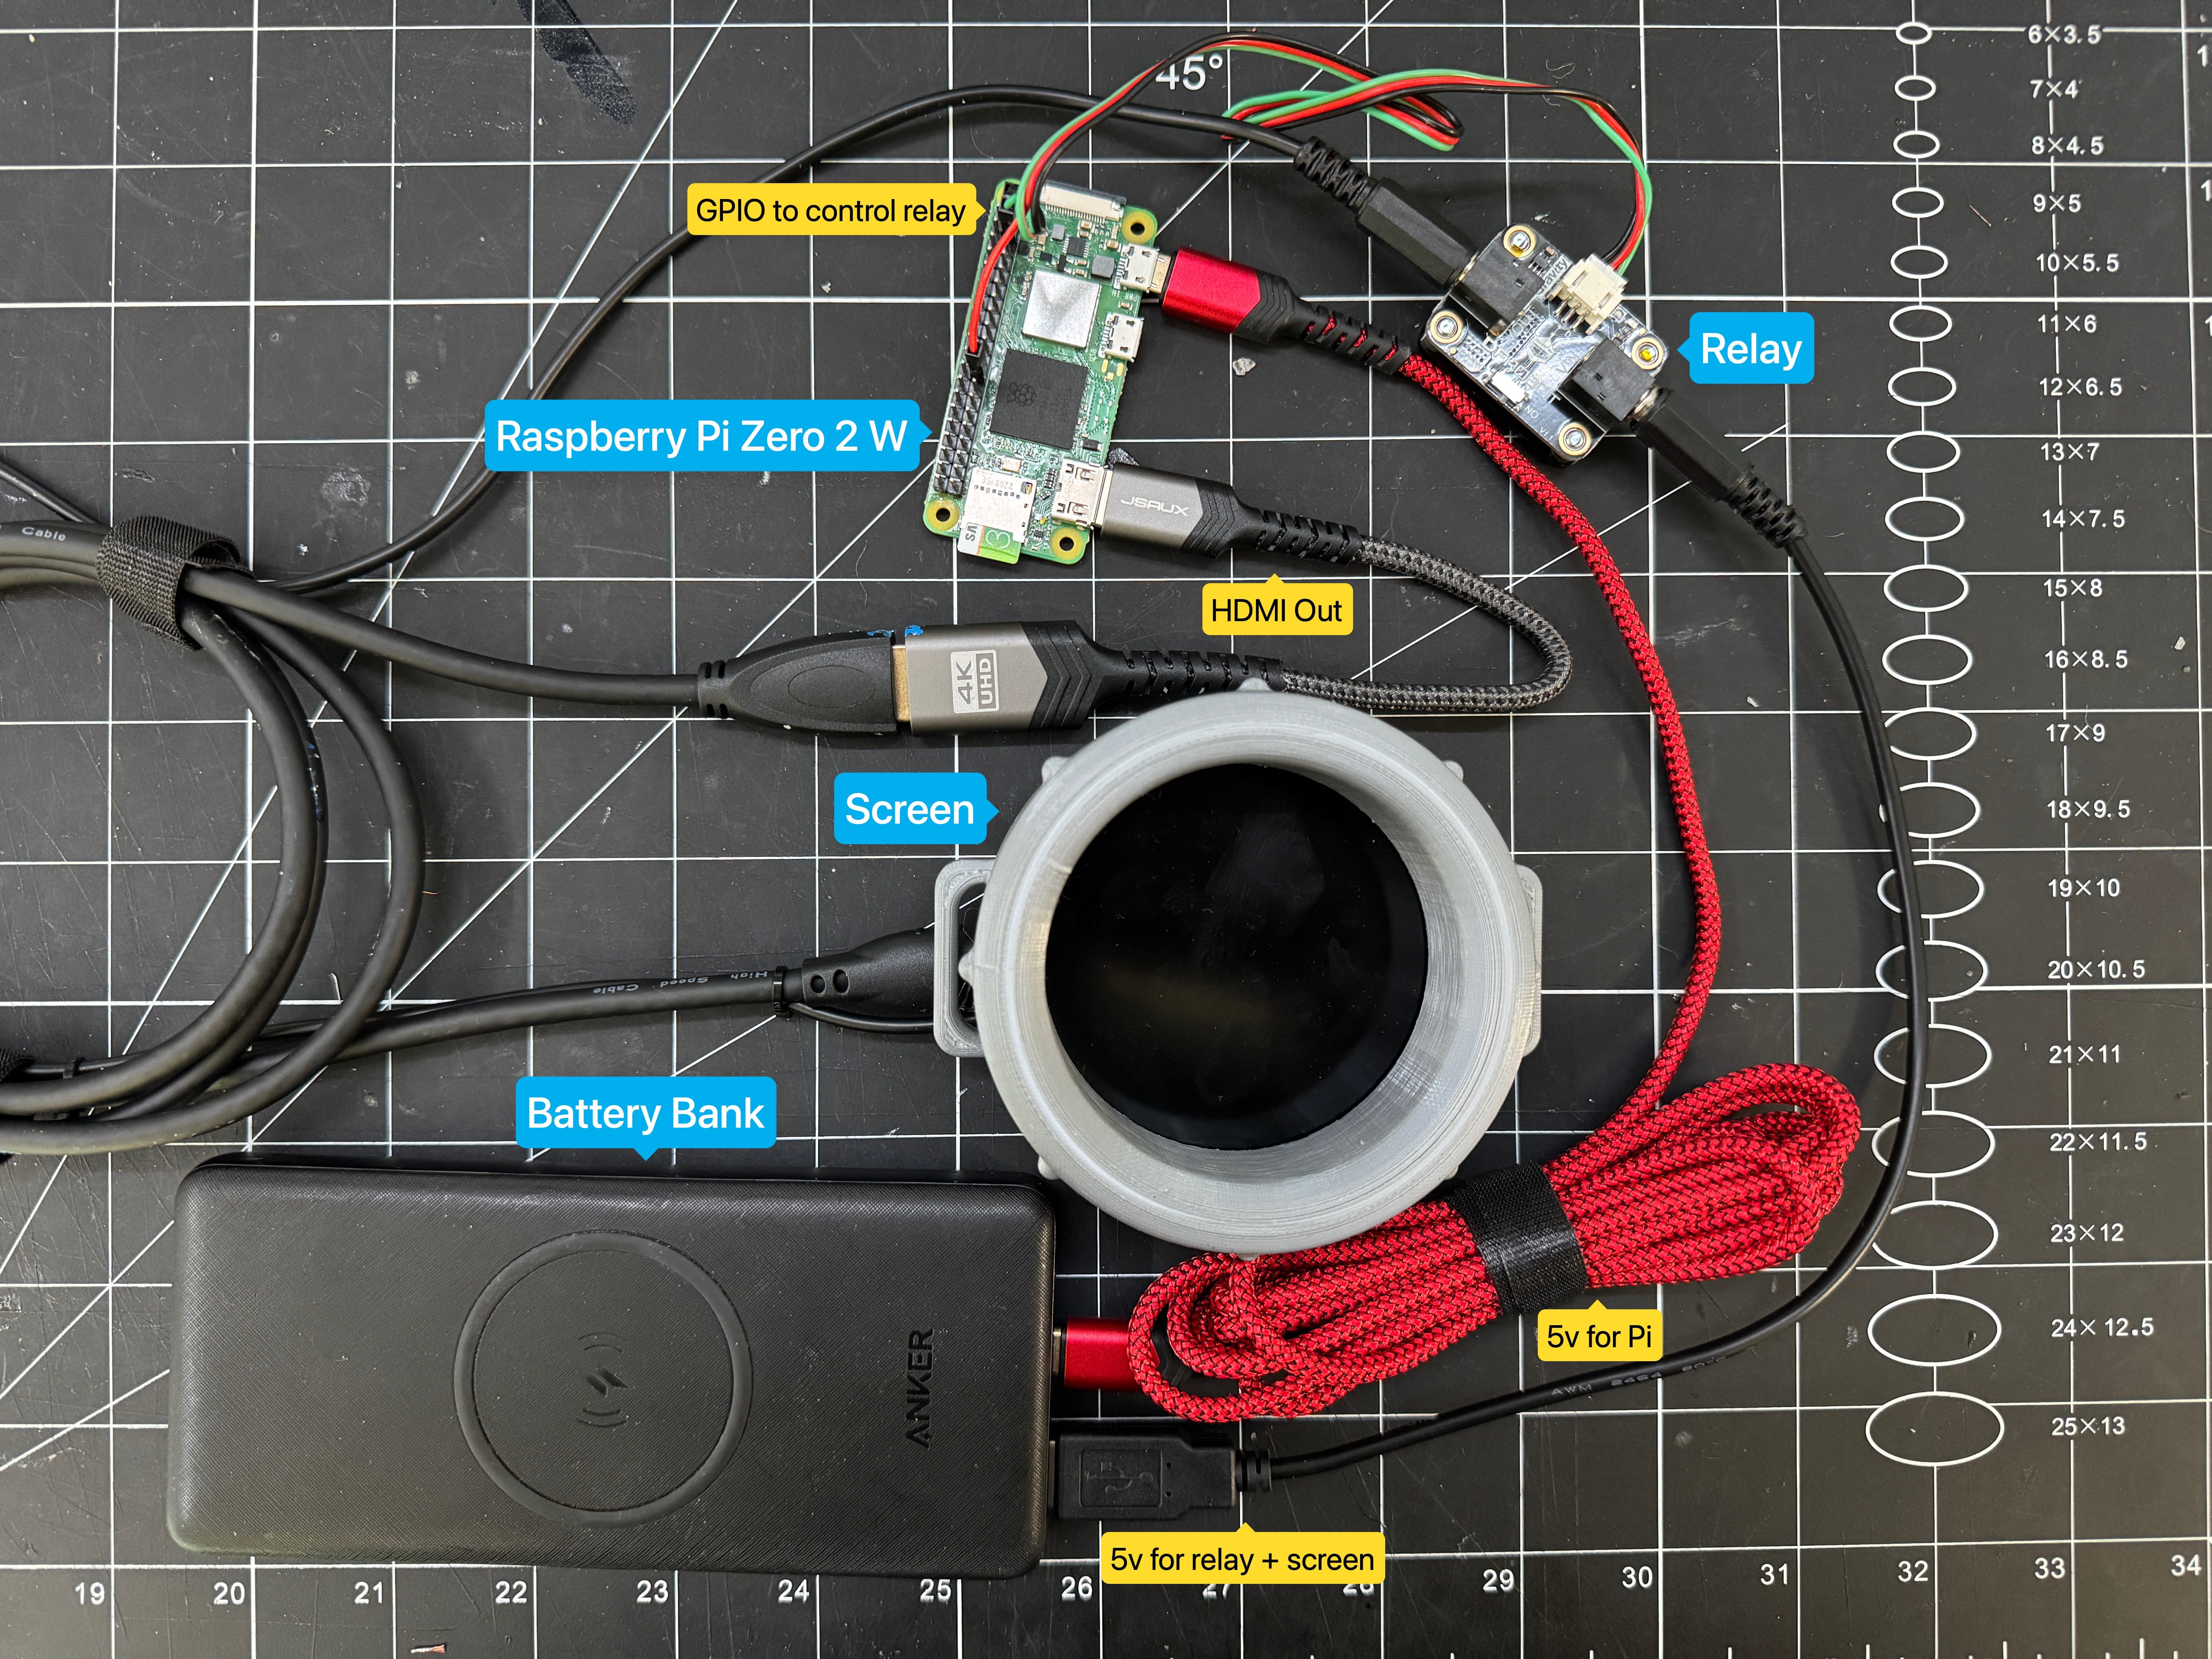 45°
6×3.5
7×4
8×4.5
9×5
10×5.5
11×6
12×6.5
13×7
14×7.5
15×8
16×8.5
17×9
18×9.5
19×10
20×10.5
21×11
22×11.5
23×12
24×12.5
25×13
GPIO to control relay
Relay
Raspberry Pi Zero 2 W
JSAUX
Cable
HDMI Out
4K
UHD
Screen
High Speed Cable
Battery Bank
5v for Pi
ANKER
AWM 2464
5v for relay + screen
19 20 21 22 23 24 25 26 27 28 29 30 31 32 33 34